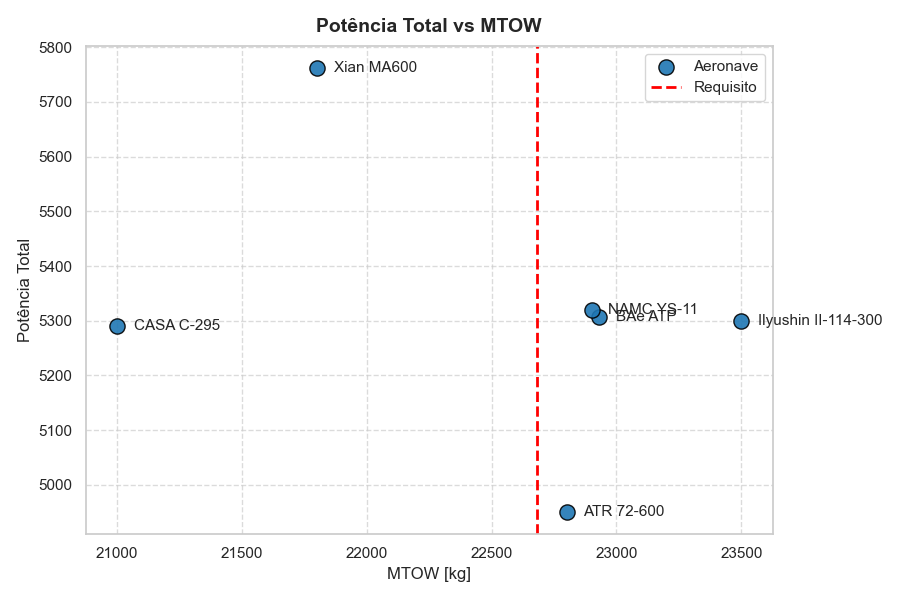 Potência Total vs MTOW
Aeronave
Requisito
5800
5700
5600
5500
5400
5300
5200
5100
5000
Potência Total
Xian MA600
CASA C-295
NAMC YS-11
BAe ATP
Ilyushin Il-114-300
ATR 72-600
21000
21500
22000
22500
23000
23500
MTOW [kg]